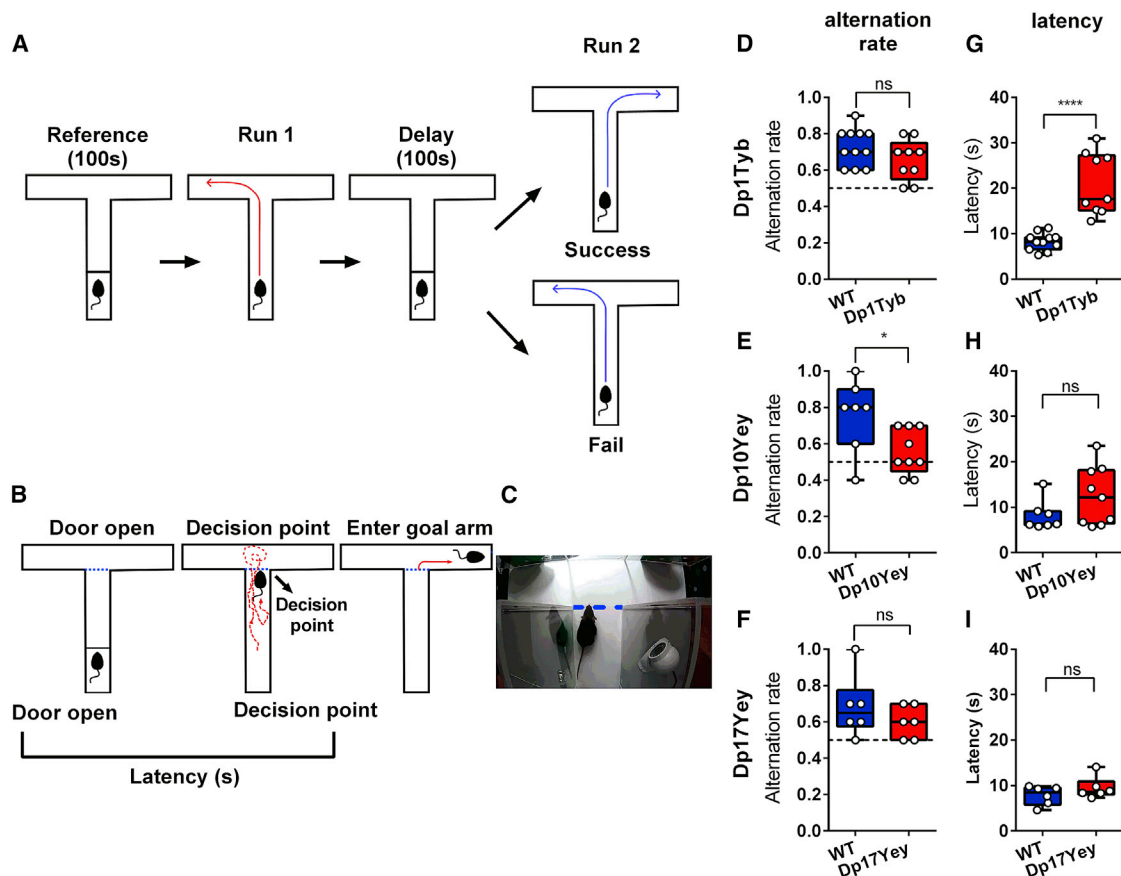 A
Reference
(100s)
Run 1
Delay
(100s)
Run 2
Success
Fail
B
Door open
Decision point
Enter goal arm
Decision
point
Door open
Decision point
Latency (s)
C
alternation
rate
latency
D
Dp1Tyb
Alternation rate
1.0
0.8
0.6
0.4
0.2
0.0
ns
WT
Dp1Tyb
G
Latency (s)
40
30
20
10
0
****
WT
Dp1Tyb
E
Dp10Yey
Alternation rate
1.0
0.8
0.6
0.4
0.2
0.0
*
WT
Dp10Yey
H
Latency (s)
40
30
20
10
0
ns
WT
Dp10Yey
F
Dp17Yey
Alternation rate
1.0
0.8
0.6
0.4
0.2
0.0
ns
WT
Dp17Yey
I
Latency (s)
40
30
20
10
0
ns
WT
Dp17Yey